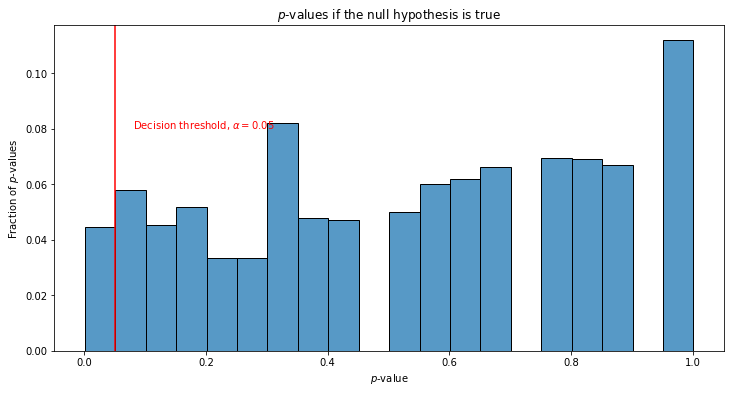 p-values if the null hypothesis is true
Decision threshold, α = 0.05
Fraction of p-values
0.10
0.08
0.06
0.04
0.02
0.00
0.0 0.2 0.4 0.6 0.8 1.0
p-value